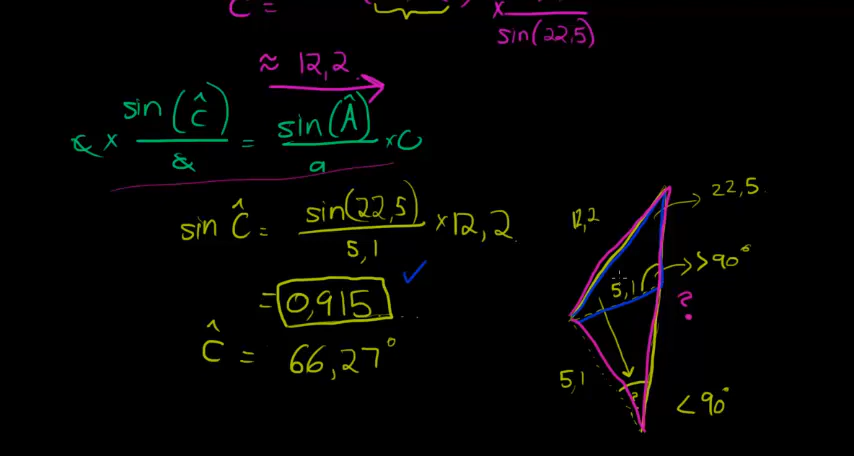 C =
×
sin(22,5)
≈ 12,2
c × sin(Ĉ)/c = sin(Â)/a × C
sin Ĉ = sin(22,5)/5,1 × 12,2
= 0,915 ✓
Ĉ = 66,27°
22,5
12,2
>90°
5,1
?
5,1
?
<90°